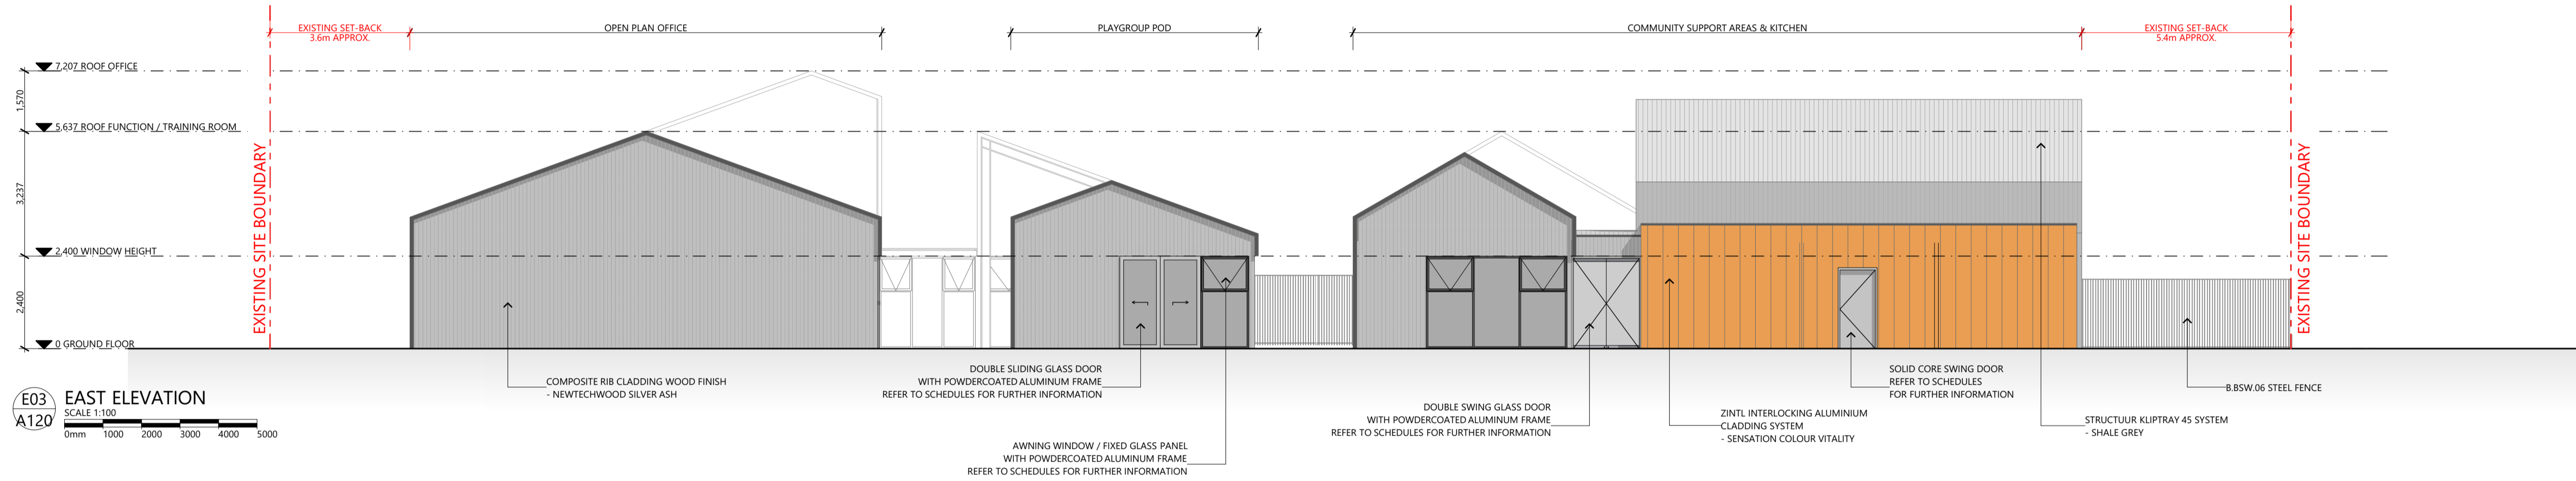 EXISTING SET-BACK
3.6m APPROX.
OPEN PLAN OFFICE
PLAYGROUP POD
COMMUNITY SUPPORT AREAS & KITCHEN
EXISTING SET-BACK
5.4m APPROX.
7,207 ROOF OFFICE
1,570
5,637 ROOF FUNCTION / TRAINING ROOM
3,237
2,400 WINDOW HEIGHT
2,400
0 GROUND FLOOR
EXISTING SITE BOUNDARY
EXISTING SITE BOUNDARY
COMPOSITE RIB CLADDING WOOD FINISH
- NEWTECHWOOD SILVER ASH
DOUBLE SLIDING GLASS DOOR
WITH POWDERCOATED ALUMINUM FRAME
REFER TO SCHEDULES FOR FURTHER INFORMATION
AWNING WINDOW / FIXED GLASS PANEL
WITH POWDERCOATED ALUMINUM FRAME
REFER TO SCHEDULES FOR FURTHER INFORMATION
DOUBLE SWING GLASS DOOR
WITH POWDERCOATED ALUMINUM FRAME
REFER TO SCHEDULES FOR FURTHER INFORMATION
ZINTL INTERLOCKING ALUMINIUM
CLADDING SYSTEM
- SENSATION COLOUR VITALITY
SOLID CORE SWING DOOR
REFER TO SCHEDULES
FOR FURTHER INFORMATION
STRUCTUUR KLIPTRAY 45 SYSTEM
- SHALE GREY
B.BSW.06 STEEL FENCE
E03
A120
EAST ELEVATION
SCALE 1:100
0mm 1000 2000 3000 4000 5000